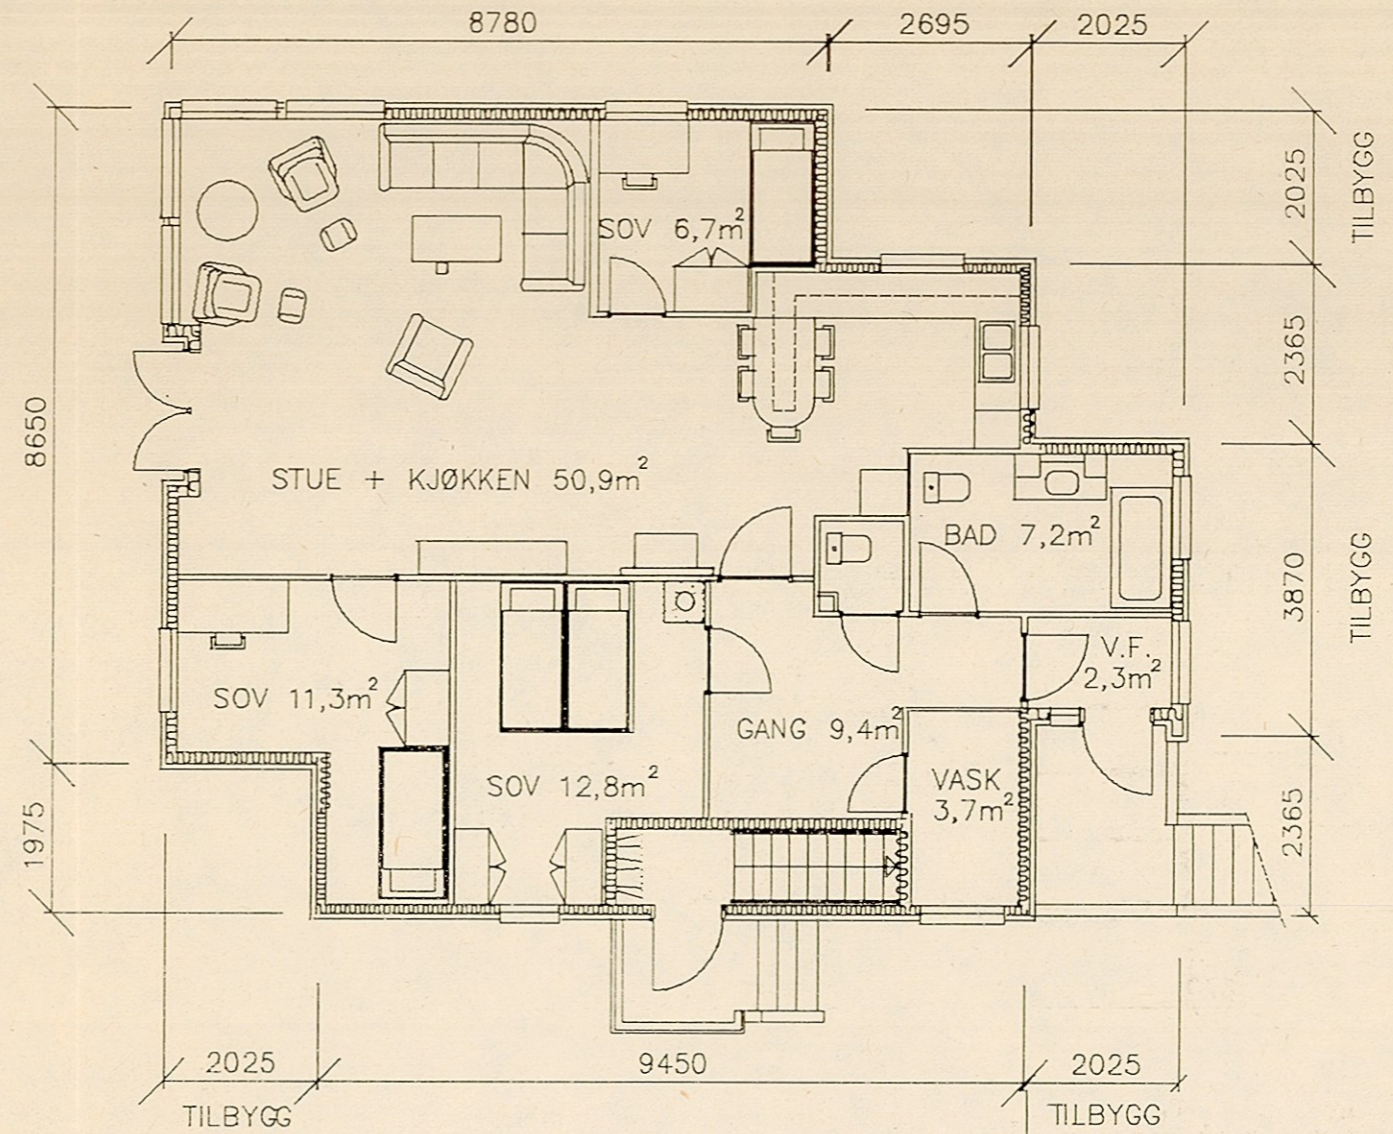 8780
2695
2025
2025
TILBYGG
SOV 6,7m²
2365
8650
STUE + KJØKKEN 50,9m²
BAD 7,2m²
3870
TILBYGG
V.F.
2,3m²
SOV 11,3m²
GANG 9,4m²
SOV 12,8m²
VASK
3,7m²
1975
2365
2025
9450
2025
TILBYGG
TILBYGG